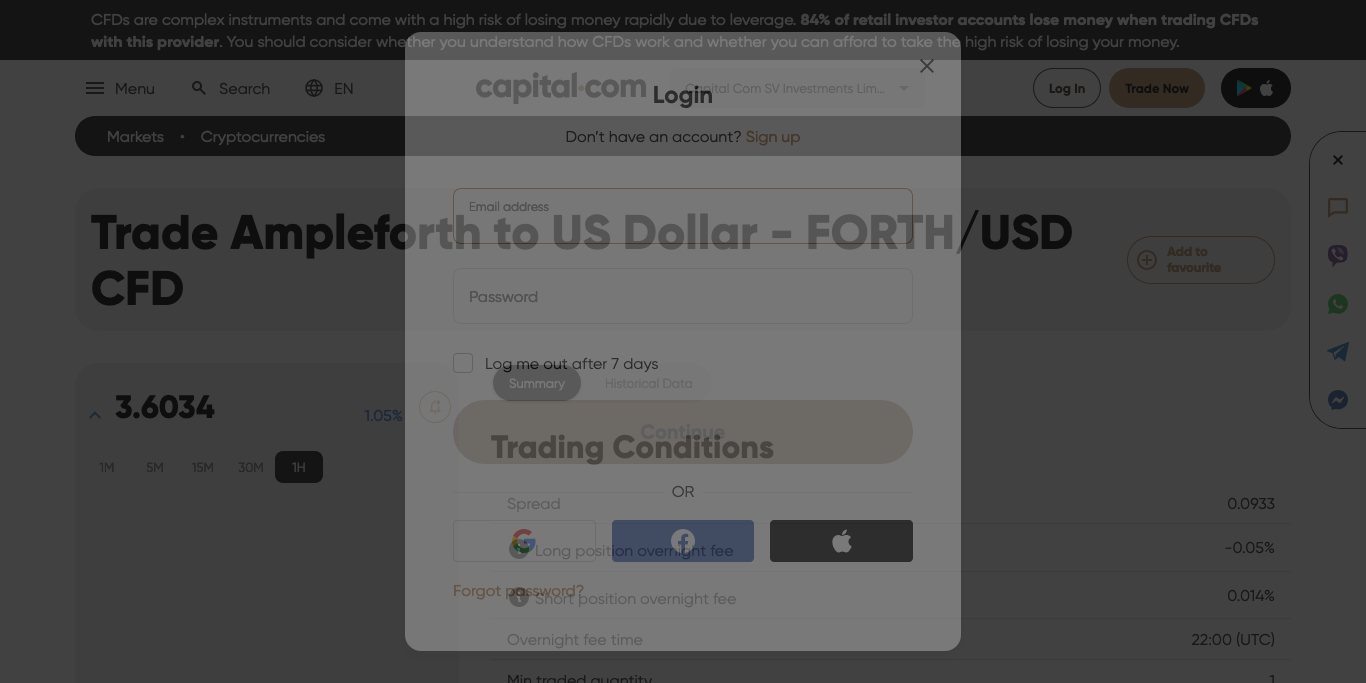 CFDs are complex instruments and come with a high risk of losing money rapidly due to leverage. 84% of retail investor accounts lose money when trading CFDs
with this provider. You should consider whether you understand how CFDs work and whether you can afford to take the high risk of losing your money.
Menu
Search
EN
capital.com
Capital Com SV Investments Lim...
Log In
Trade Now
Login
Markets
Cryptocurrencies
Don't have an account? Sign up
Email address
Trade Ampleforth to US Dollar - FORTH/USD
CFD
Add to
favourite
Password
Log me out after 7 days
Summary
Historical Data
3.6034
1.05%
Continue
Trading Conditions
1M
5M
15M
30M
1H
OR
Spread
0.0933
Long position overnight fee
-0.05%
Forgot password?
Short position overnight fee
0.014%
Overnight fee time
22:00 (UTC)
Min traded quantity
1